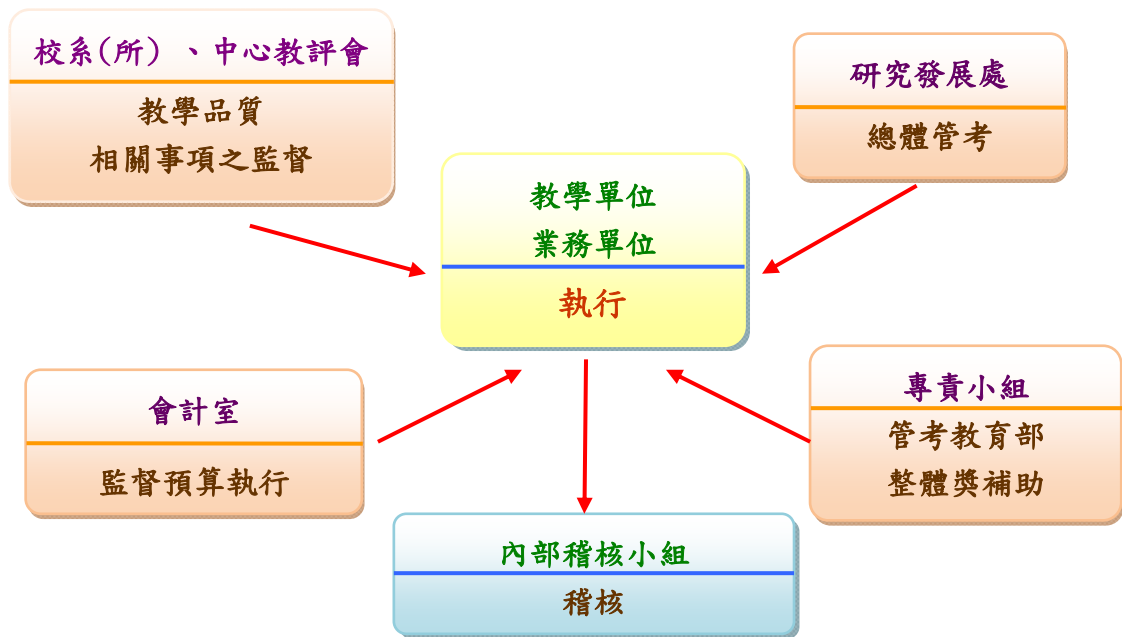 校系(所) 、中心教評會
教學品質
相關事項之監督
研究發展處
總體管考
教學單位
業務單位
執行
會計室
監督預算執行
專責小組
管考教育部
整體獎補助
內部稽核小組
稽核